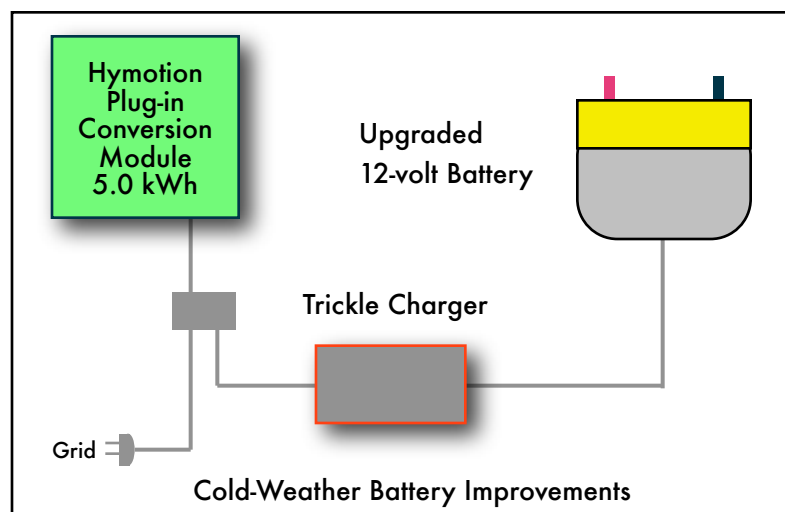 Hymotion
Plug-in
Conversion
Module
5.0 kWh
Upgraded
12-volt Battery
Trickle Charger
Grid
Cold-Weather Battery Improvements